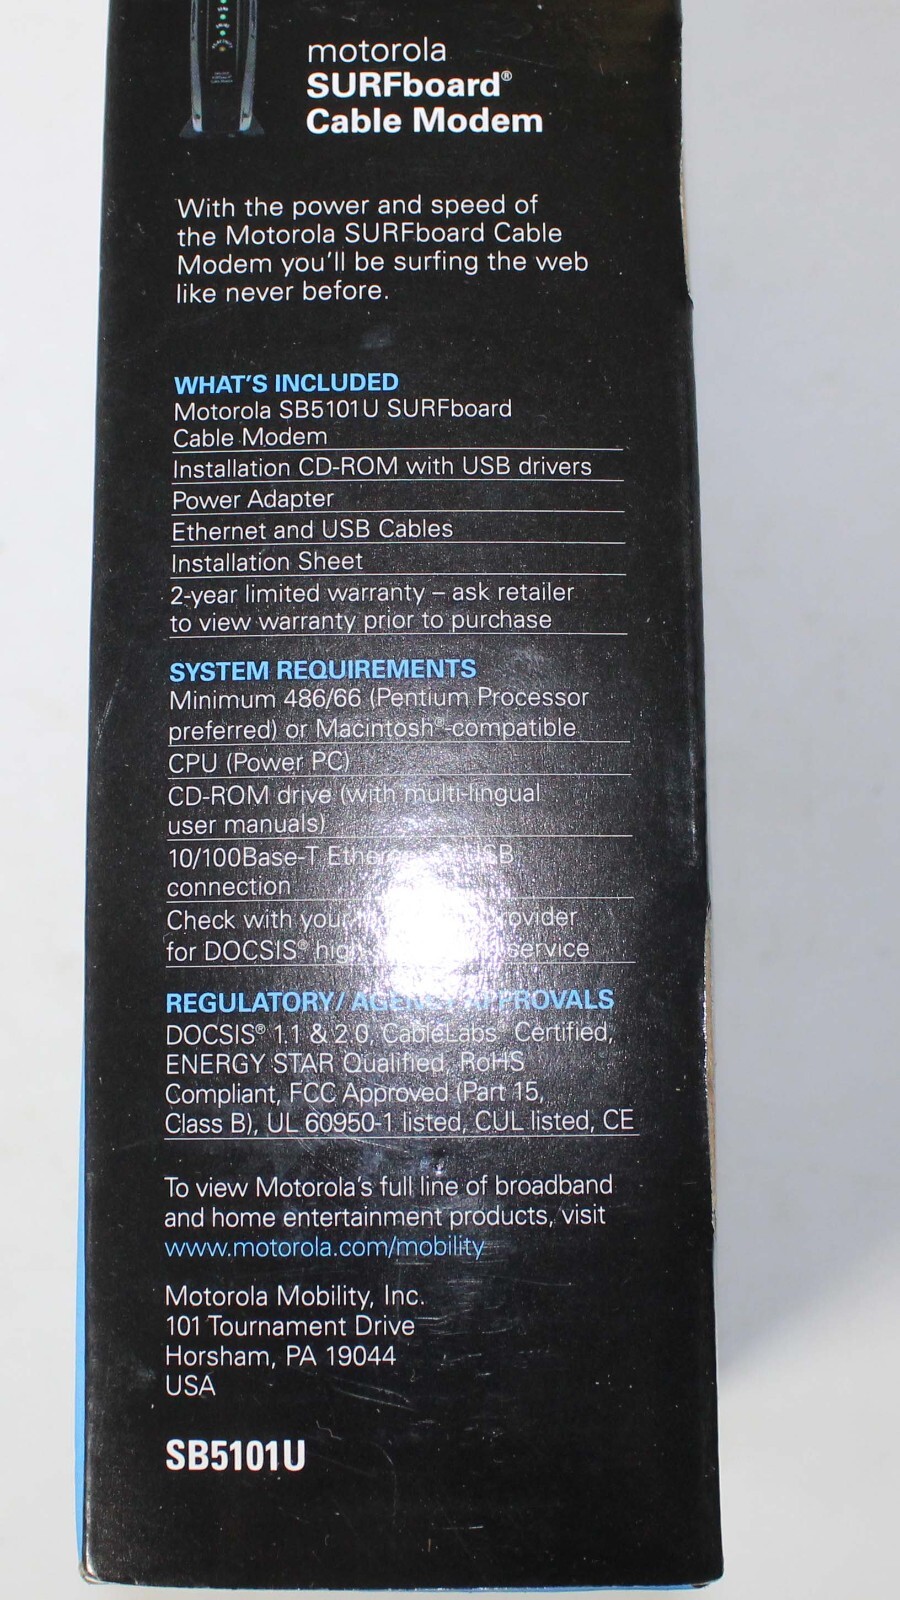 motorola
SURFboard®
Cable Modem
With the power and speed of
the Motorola SURFboard Cable
Modem you'll be surfing the web
like never before.
WHAT'S INCLUDED
Motorola SB5101U SURFboard
Cable Modem
Installation CD-ROM with USB drivers
Power Adapter
Ethernet and USB Cables
Installation Sheet
2-year limited warranty – ask retailer
to view warranty prior to purchase
SYSTEM REQUIREMENTS
Minimum 486/66 (Pentium Processor
preferred) or Macintosh®-compatible
CPU (Power PC)
CD-ROM drive (with multi-lingual
user manuals)
10/100Base-T Ethernet USB
connection
Check with your provider
for DOCSIS® service
REGULATORY/ AGENCY APPROVALS
DOCSIS® 1.1 & 2.0, CableLabs® Certified,
ENERGY STAR Qualified, RoHS
Compliant, FCC Approved (Part 15,
Class B), UL 60950-1 listed, CUL listed, CE
To view Motorola's full line of broadband
and home entertainment products, visit
www.motorola.com/mobility
Motorola Mobility, Inc.
101 Tournament Drive
Horsham, PA 19044
USA
SB5101U